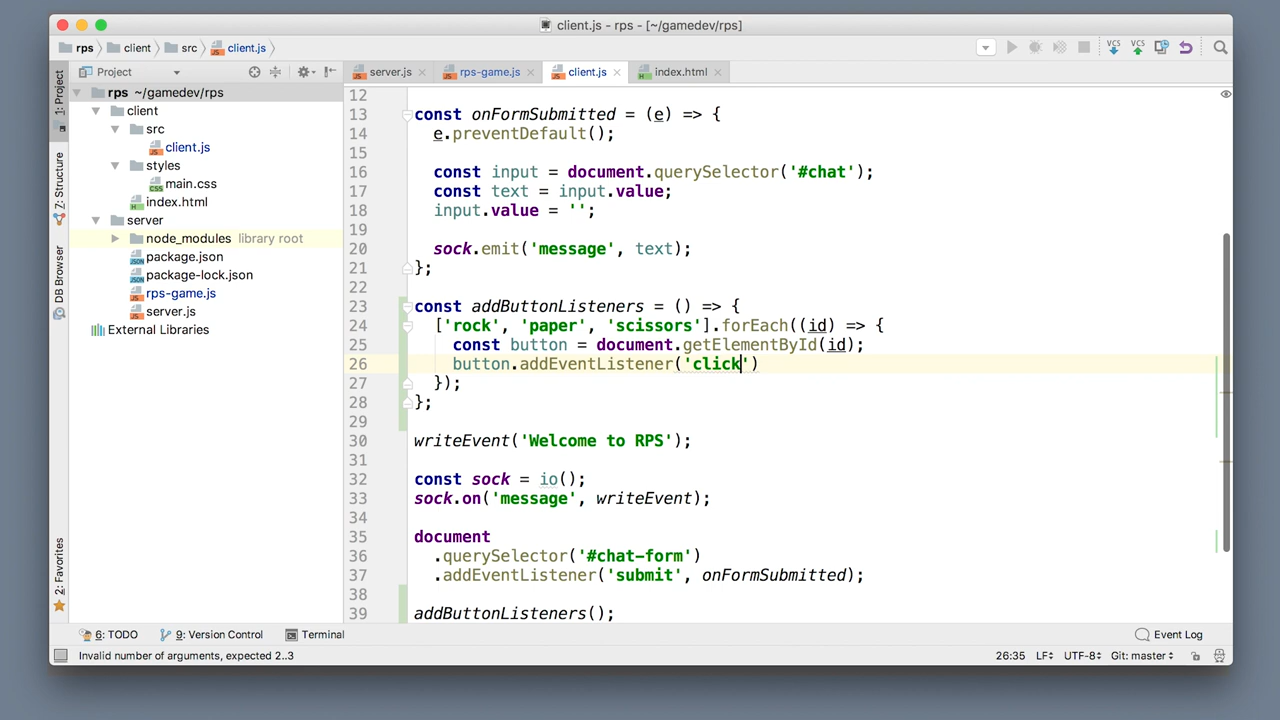 client.js - rps - [~/gamedev/rps]
rps client src client.js
Project
server.js rps-game.js client.js index.html
1: Project
7: Structure
DB Browser
2: Favorites
rps ~/gamedev/rps
client
src
client.js
styles
main.css
index.html
server
node_modules library root
package.json
package-lock.json
rps-game.js
server.js
External Libraries
VCS VCS
12
13 const onFormSubmitted = (e) => {
14 e.preventDefault();
15
16 const input = document.querySelector('#chat');
17 const text = input.value;
18 input.value = '';
19
20 sock.emit('message', text);
21 };
22
23 const addButtonListeners = () => {
24 ['rock', 'paper', 'scissors'].forEach((id) => {
25 const button = document.getElementById(id);
26 button.addEventListener('click')
27 });
28 };
29
30 writeEvent('Welcome to RPS');
31
32 const sock = io();
33 sock.on('message', writeEvent);
34
35 document
36 .querySelector('#chat-form')
37 .addEventListener('submit', onFormSubmitted);
38
39 addButtonListeners();
6: TODO 9: Version Control Terminal Event Log
Invalid number of arguments, expected 2..3 26:35 LF UTF-8 Git: master